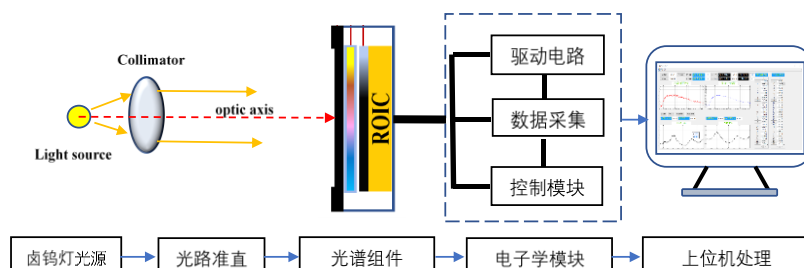 Collimator
optic axis
Light source
ROIC
驱动电路
数据采集
控制模块
卤钨灯光源
光路准直
光谱组件
电子学模块
上位机处理